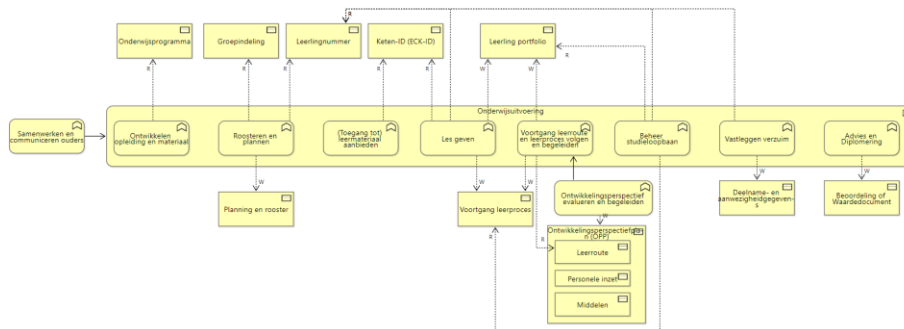 R
R
Onderwijsprogramma
Groepindeling
Leerlingnummer
Keten-ID (ECK-ID)
Leerling portfolio
R
R
R
R
R
R
W
W
Onderwijsuitvoering
Samenwerken en
communiceren ouders
Ontwikkelen
opleiding en materiaal
Roosteren en
plannen
(Toegang tot)
leermateriaal
aanbieden
Les geven
Voortgang leerroute
en leerproces volgen
en begeleiden
Beheer
studieloopbaan
Vastleggen verzuim
Advies en
Diplomering
W
W
W
W
W
Planning en rooster
Voortgang leerproces
Ontwikkelingsperspectief
evalueren en begeleiden
Deelname- en
aanwezigheidgegeven-
s
Beoordeling of
Waardedocument
W
R
R
Ontwikkelingsperspectiefpla-
n (OPP)
Leerroute
Personele inzet
Middelen